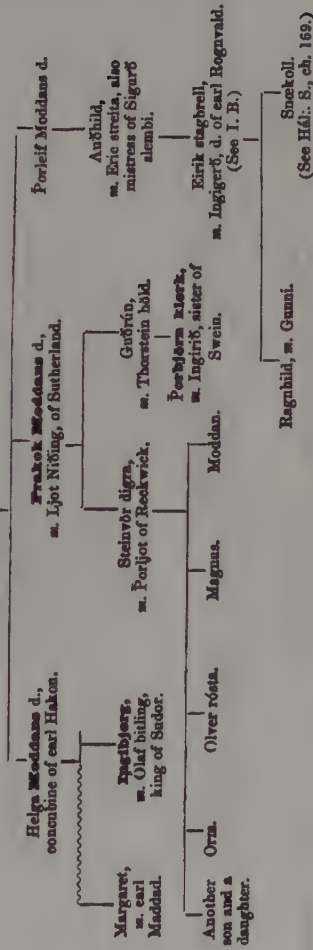 Helga Moddans d.,
concubine of earl Hakon.
Frakok Moddans d.,
m. Ljot Niðing, of Sutherland.
Þorleif Moddans d.
Margaret,
m. earl
Maddad.
Ingibjorg,
m. Olaf bitling,
king of Sudor.
Steinvör digra,
m. Þorljot of Reckwick.
Guðrún,
m. Thorstein höld.
Auðhild,
m. Eric streita, also
mistress of Sigurð
slembi.
Þorbjörn klerk,
m. Ingirið, sister of
Swein.
Eirik stagbrell,
m. Ingigerð, d. of earl Rognvald.
(See I. B.)
Another
son and a
daughter.
Orm.
Olver rósta.
Magnus.
Moddan.
Ragnhild, m. Gunni.
Snœkoll.
(See Hák. S., ch. 169.)